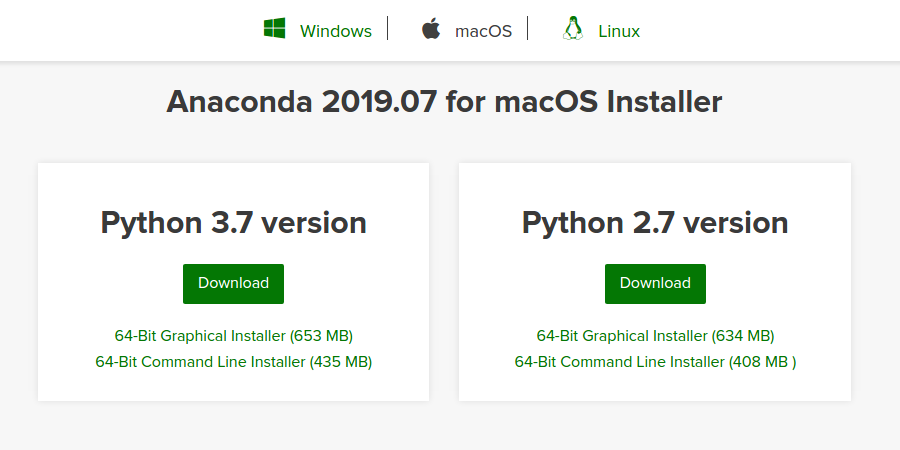 Windows macOS Linux
Anaconda 2019.07 for macOS Installer
Python 3.7 version
Download
64-Bit Graphical Installer (653 MB)
64-Bit Command Line Installer (435 MB)
Python 2.7 version
Download
64-Bit Graphical Installer (634 MB)
64-Bit Command Line Installer (408 MB )